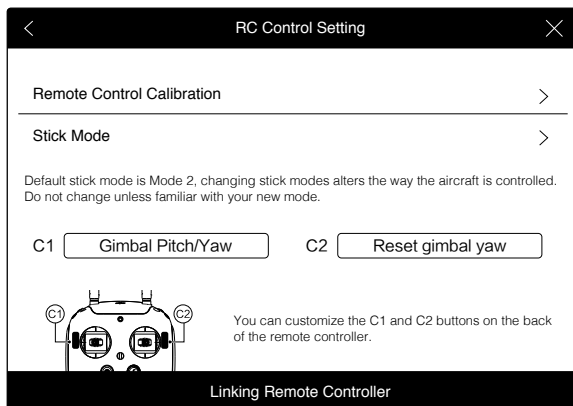 RC Control Setting
Remote Control Calibration
Stick Mode
Default stick mode is Mode 2, changing stick modes alters the way the aircraft is controlled.
Do not change unless familiar with your new mode.
C1 Gimbal Pitch/Yaw C2 Reset gimbal yaw
C1 C2
You can customize the C1 and C2 buttons on the back
of the remote controller.
Linking Remote Controller